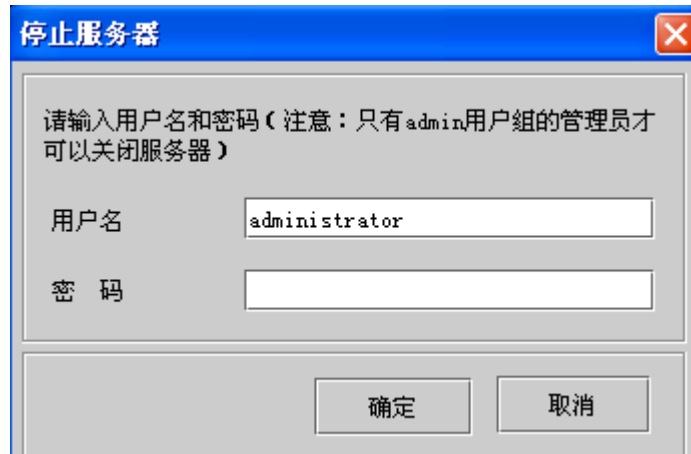 停止服务器
请输入用户名和密码(注意：只有admin用户组的管理员才
可以关闭服务器)
用户名 administrator
密 码
确定 取消